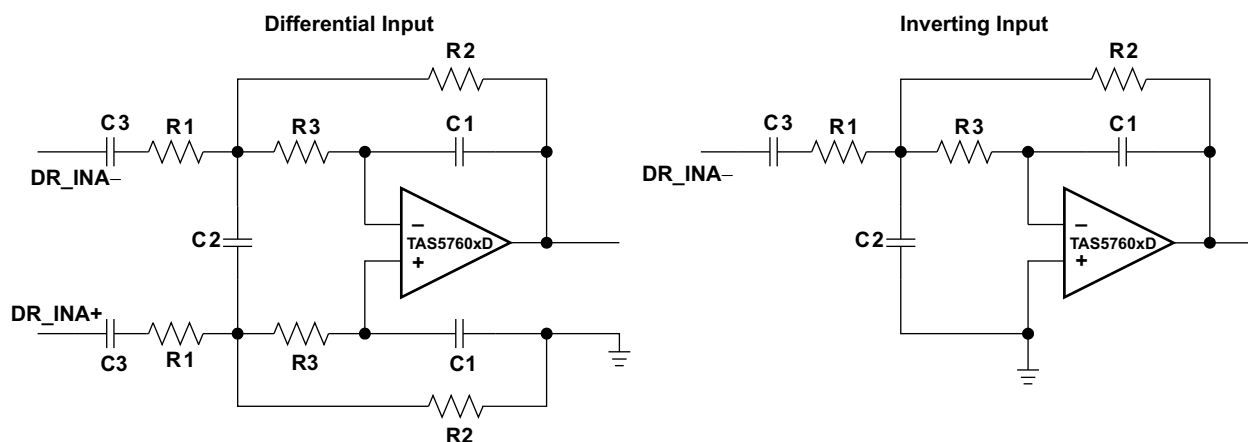 Differential Input
R2
C3
R1
R3
C1
DR_INA−
C2
−
TAS5760xD
+
DR_INA+
C3
R1
R3
C1
R2
Inverting Input
R2
C3
R1
R3
C1
DR_INA−
C2
−
TAS5760xD
+